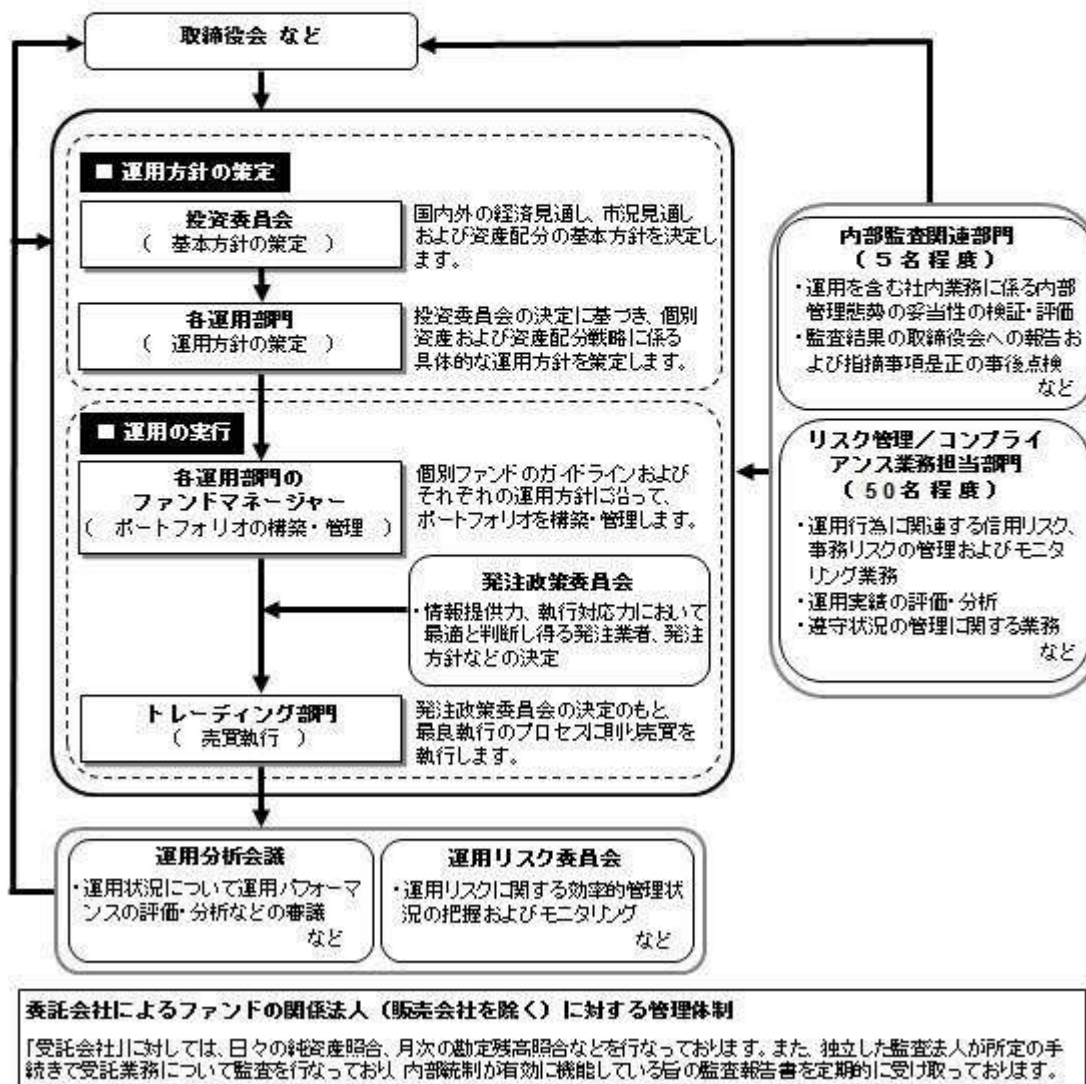 取締役会 など
■ 運用方針の策定
投資委員会
（ 基本方針の策定 ）
国内外の経済見通し、市況見通し
および資産配分の基本方針を決定し
ます。
各運用部門
（ 運用方針の策定 ）
投資委員会の決定に基づき、個別
資産および資産配分戦略に係る
具体的な運用方針を策定します。
■ 運用の実行
各運用部門の
ファンドマネージャー
（ ポートフォリオの構築・管理 ）
個別ファンドのガイドラインおよび
それぞれの運用方針に沿って、
ポートフォリオを構築・管理します。
発注政策委員会
・情報提供力、執行対応力において
最適と判断し得る発注業者、発注
方針などの決定
トレーディング部門
（ 売買執行 ）
発注政策委員会の決定のもと、
最良執行のプロセスに則り売買を
執行します。
内部監査関連部門
（５名程度）
・運用を含む社内業務に係る内部
管理態勢の妥当性の検証・評価
・監査結果の取締役会への報告お
よび指摘事項是正の事後点検
など
リスク管理／コンプライ
アンス業務担当部門
（50名程度）
・運用行為に関連する信用リスク、
事務リスクの管理およびモニタ
リング業務
・運用実績の評価・分析
・遵守状況の管理に関する業務
など
運用分析会議
・運用状況について運用パフォーマ
ンスの評価・分析などの審議
など
運用リスク委員会
・運用リスクに関する効率的管理状
況の把握およびモニタリング
など
委託会社によるファンドの関係法人（販売会社を除く）に対する管理体制
「受託会社」に対しては、日々の純資産照合、月次の勘定残高照合などを行なっております。また、独立した監査法人が所定の手
続きで受託業務について監査を行なっており、内部統制が有効に機能している旨の監査報告書を定期的に受け取っております。